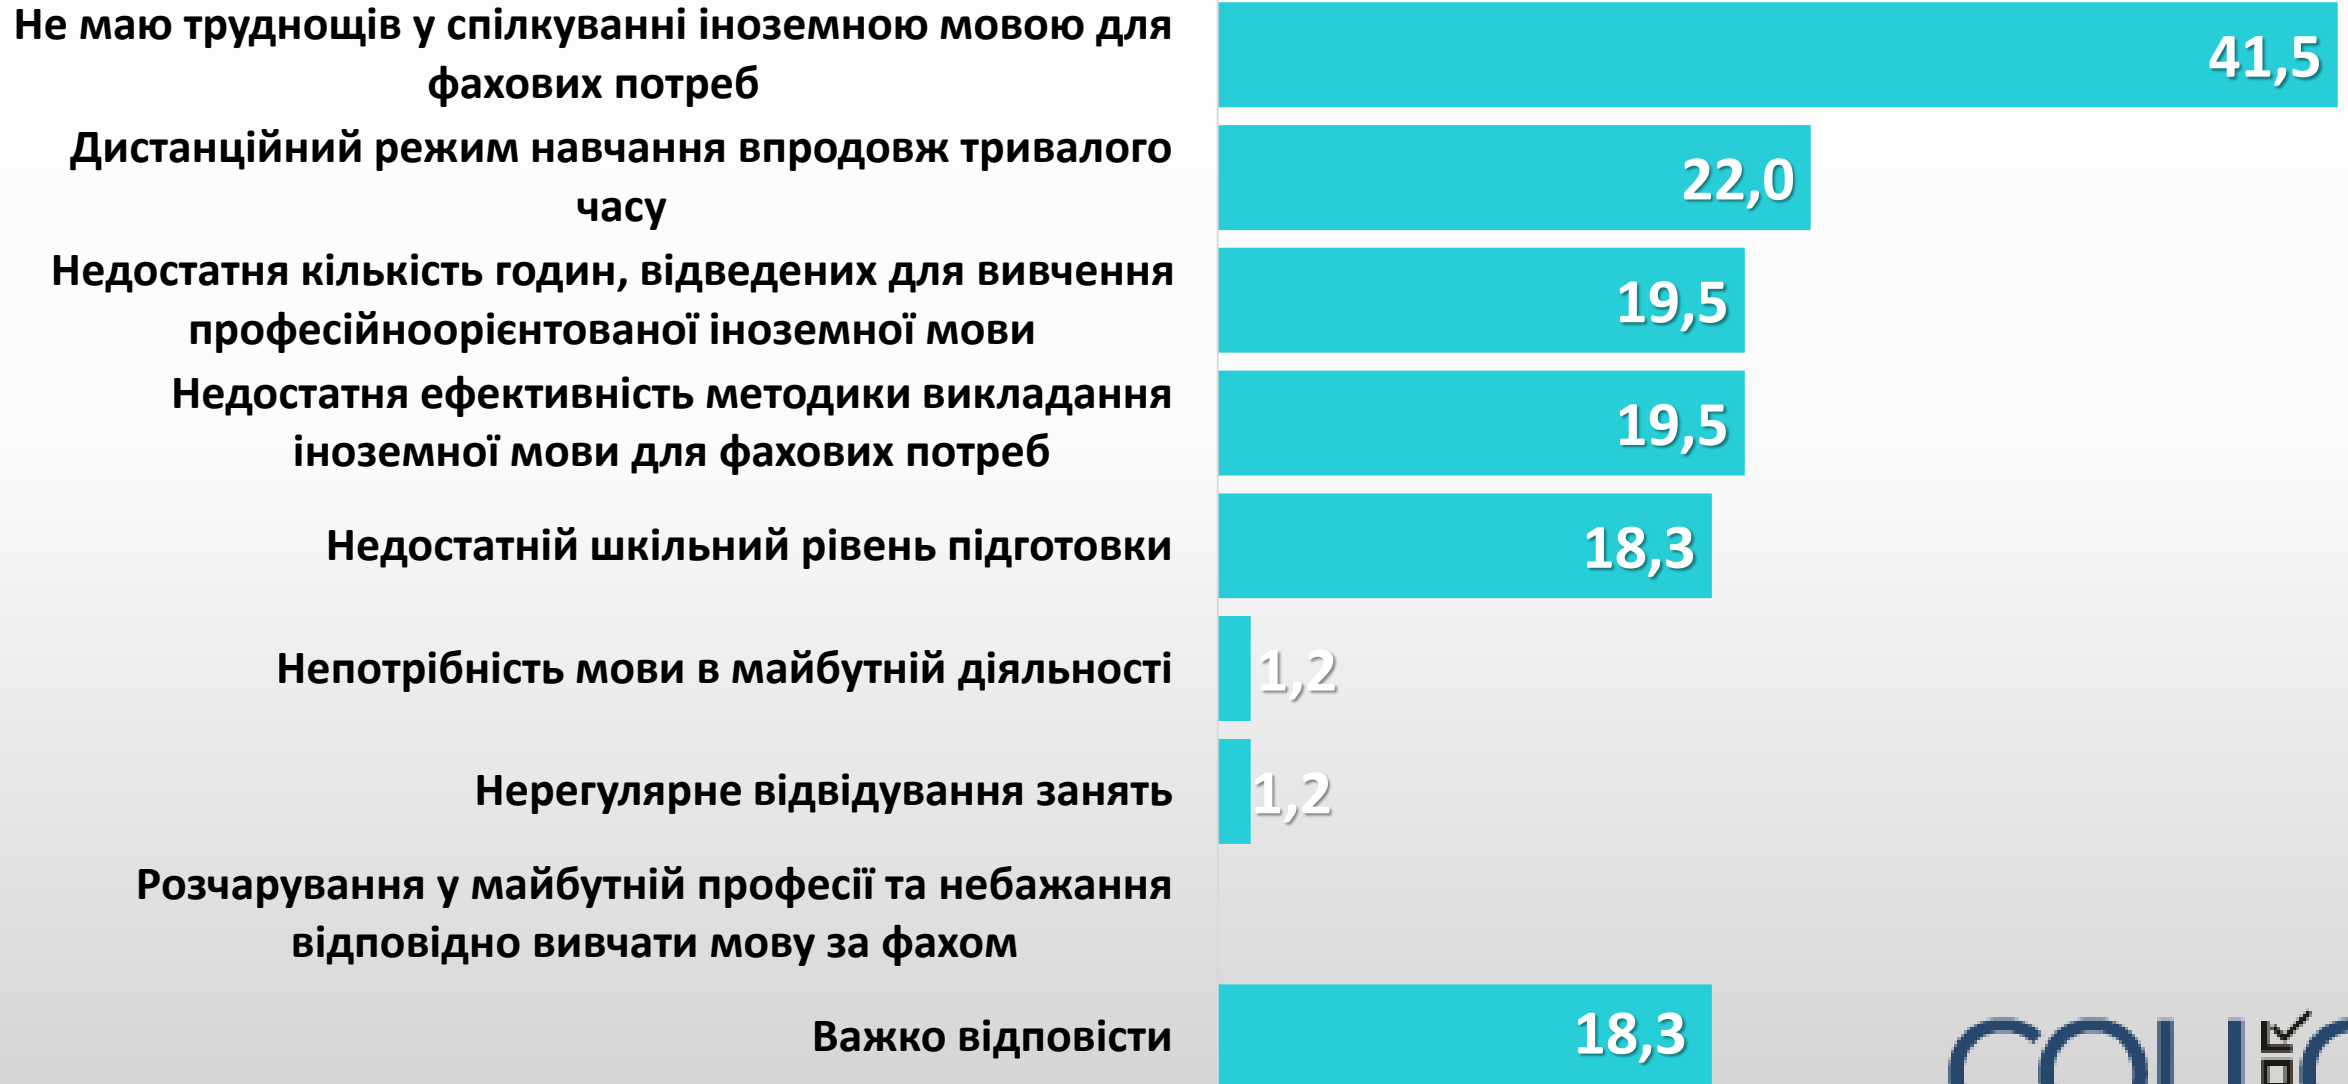 Не маю труднощів у спілкуванні іноземною мовою для
фахових потреб
41,5
Дистанційний режим навчання впродовж тривалого
часу
22,0
Недостатня кількість годин, відведених для вивчення
професійноорієнтованої іноземної мови
19,5
Недостатня ефективність методики викладання
іноземної мови для фахових потреб
19,5
Недостатній шкільний рівень підготовки
18,3
Непотрібність мови в майбутній діяльності
1,2
Нерегулярне відвідування занять
1,2
Розчарування у майбутній професії та небажання
відповідно вивчати мову за фахом
Важко відповісти
18,3